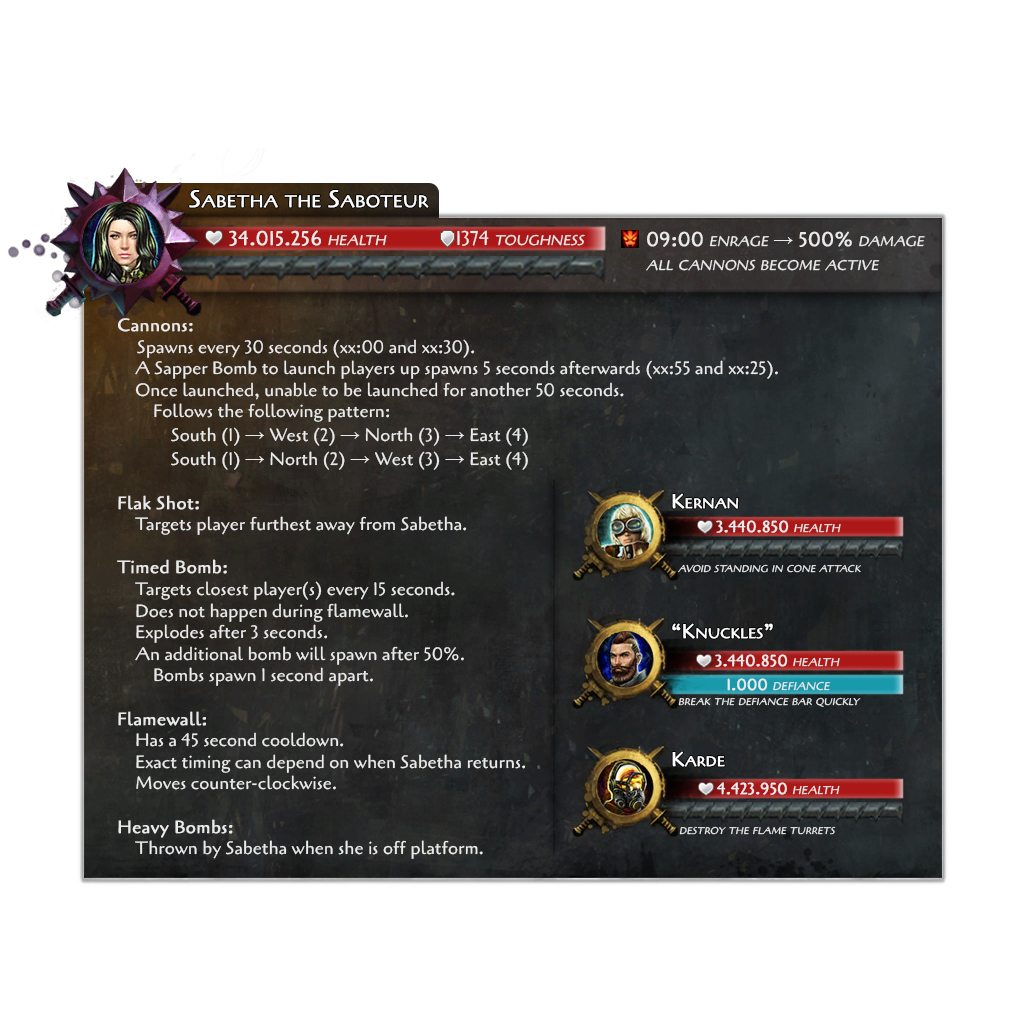 SABETHA THE SABOTEUR
34.015.256 HEALTH
1374 TOUGHNESS
09:00 ENRAGE → 500% DAMAGE
ALL CANNONS BECOME ACTIVE
Cannons:
Spawns every 30 seconds (xx:00 and xx:30).
A Sapper Bomb to launch players up spawns 5 seconds afterwards (xx:55 and xx:25).
Once launched, unable to be launched for another 50 seconds.
Follows the following pattern:
South (1) → West (2) → North (3) → East (4)
South (1) → North (2) → West (3) → East (4)
Flak Shot:
Targets player furthest away from Sabetha.
Timed Bomb:
Targets closest player(s) every 15 seconds.
Does not happen during flamewall.
Explodes after 3 seconds.
An additional bomb will spawn after 50%.
Bombs spawn 1 second apart.
Flamewall:
Has a 45 second cooldown.
Exact timing can depend on when Sabetha returns.
Moves counter-clockwise.
Heavy Bombs:
Thrown by Sabetha when she is off platform.
KERNAN
3.440.850 HEALTH
AVOID STANDING IN CONE ATTACK
“KNUCKLES”
3.440.850 HEALTH
1.000 DEFIANCE
BREAK THE DEFIANCE BAR QUICKLY
KARDE
4.423.950 HEALTH
DESTROY THE FLAME TURRETS